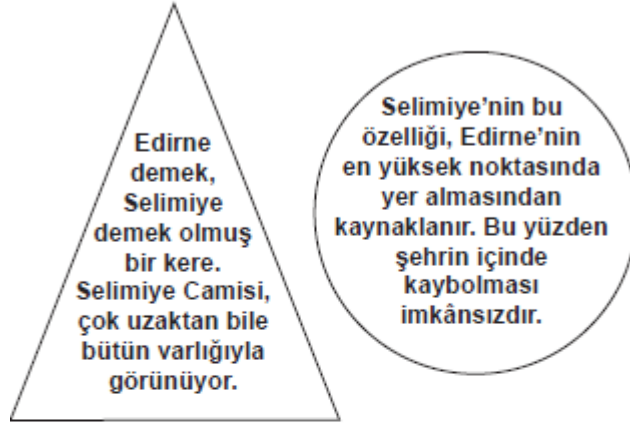 Edirne
demek,
Selimiye
demek olmuş
bir kere.
Selimiye Camisi,
çok uzaktan bile
bütün varlığıyla
görünüyor.
Selimiye’nin bu
özelliği, Edirne’nin
en yüksek noktasında
yer almasından
kaynaklanır. Bu yüzden
şehrin içinde
kaybolması
imkânsızdır.